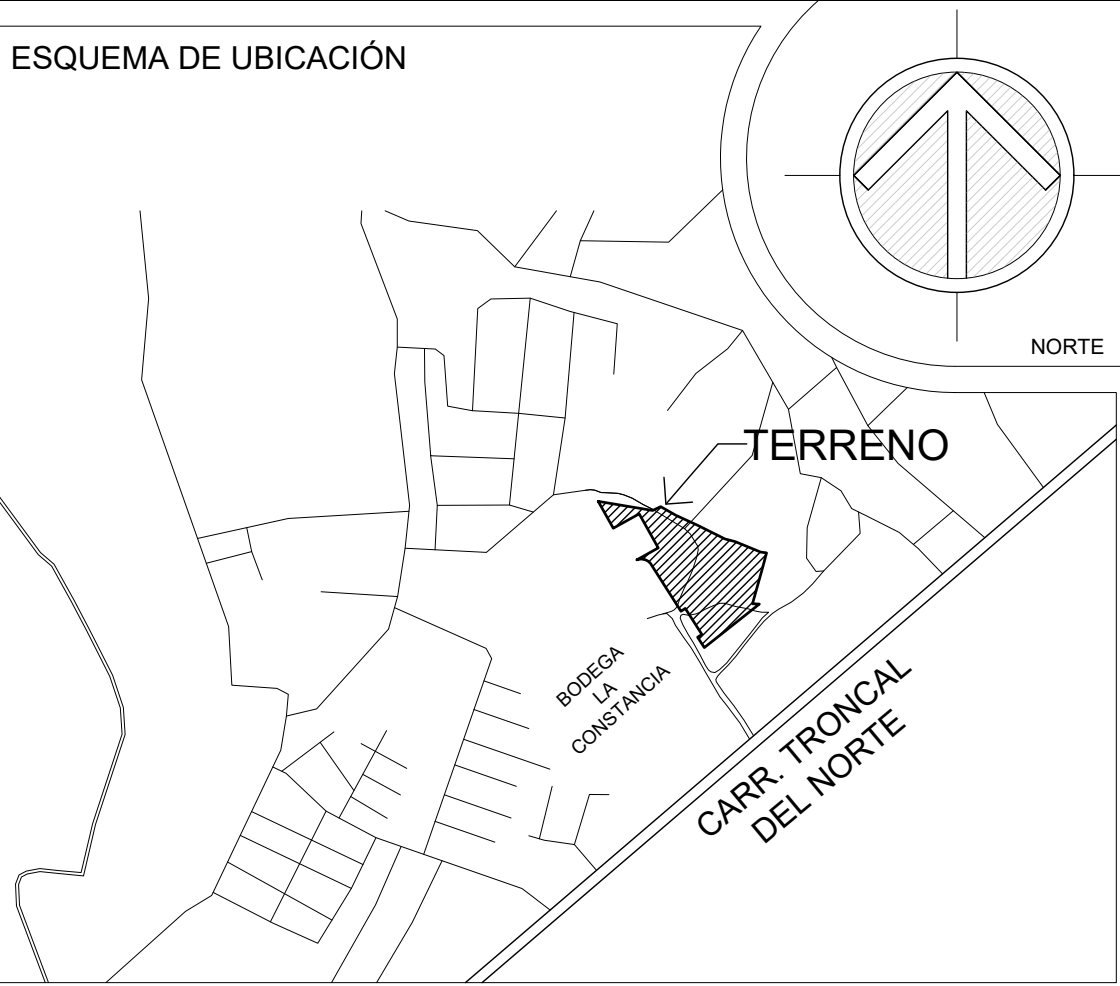 ESQUEMA DE UBICACIÓN
NORTE
TERRENO
BODEGA
LA
CONSTANCIA
CARR. TRONCAL
DEL NORTE